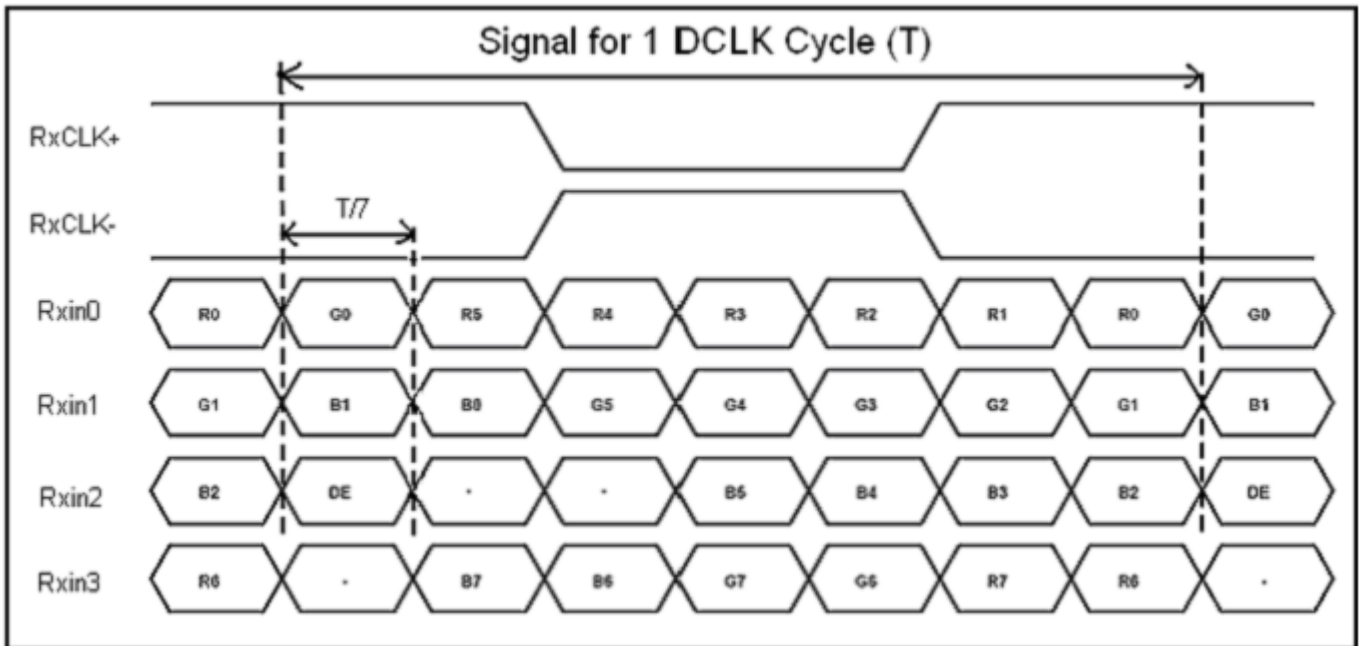 Signal for 1 DCLK Cycle (T)
RxCLK+
T/7
RxCLK-
Rxin0 R0 G0 R5 R4 R3 R2 R1 R0 G0
Rxin1 G1 B1 B0 G5 G4 G3 G2 G1 B1
Rxin2 B2 DE - - B5 B4 B3 B2 DE
Rxin3 R6 - B7 B6 G7 G6 R7 R6 -